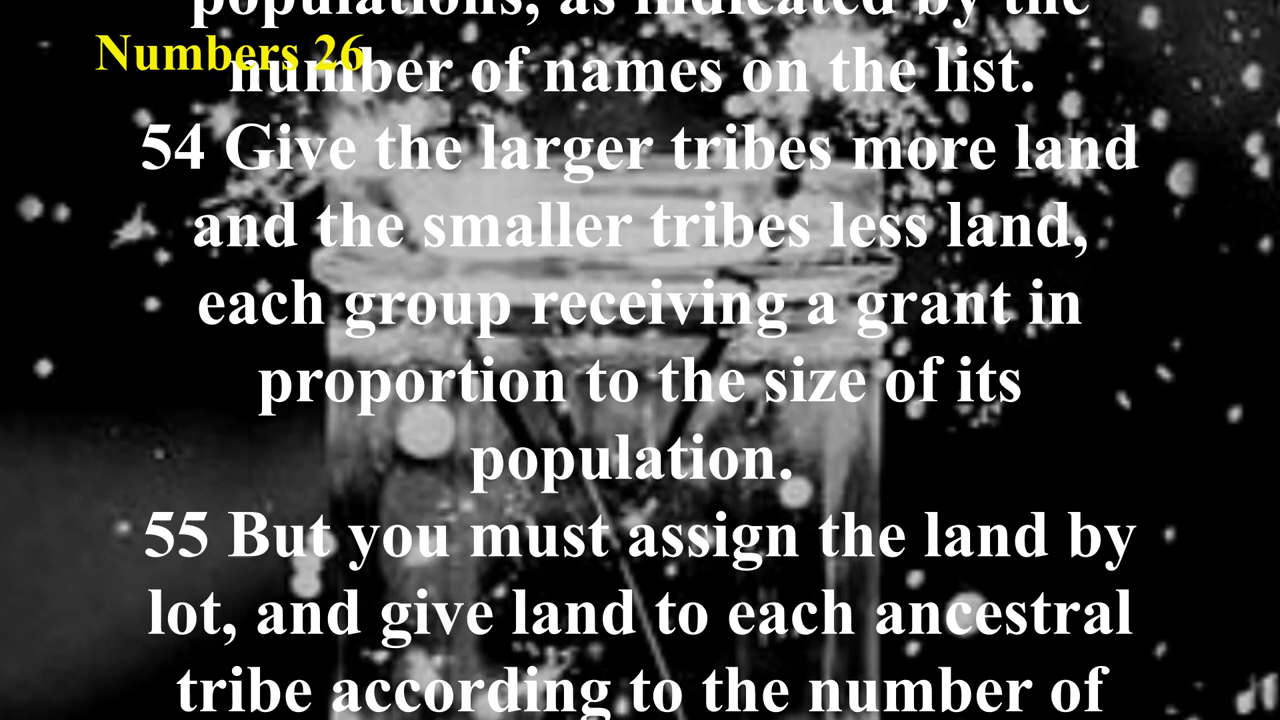 populations, as indicated by the
Numbers 26
number of names on the list.
54 Give the larger tribes more land
and the smaller tribes less land,
each group receiving a grant in
proportion to the size of its
population.
55 But you must assign the land by
lot, and give land to each ancestral
tribe according to the number of